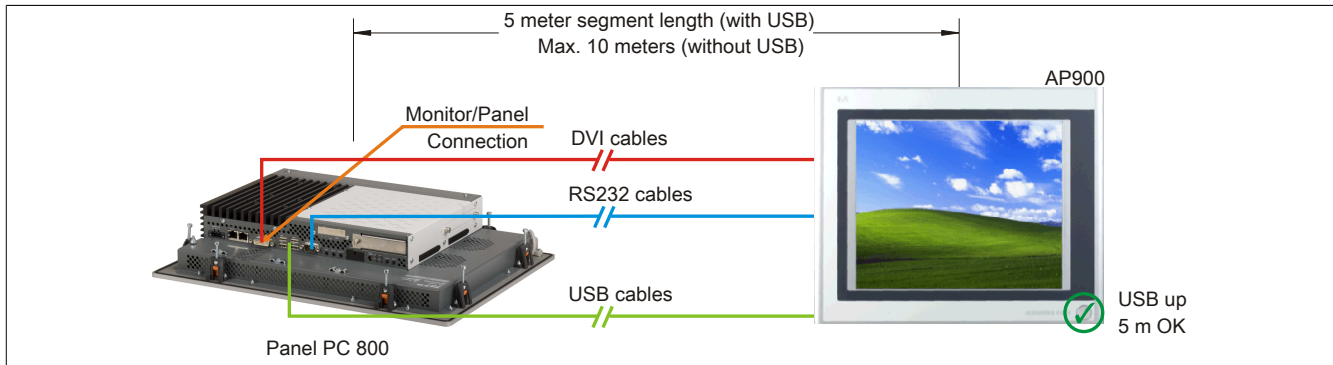 5 meter segment length (with USB)
Max. 10 meters (without USB)
AP900
Monitor/Panel
Connection
DVI cables
RS232 cables
USB cables
USB up
5 m OK
Panel PC 800